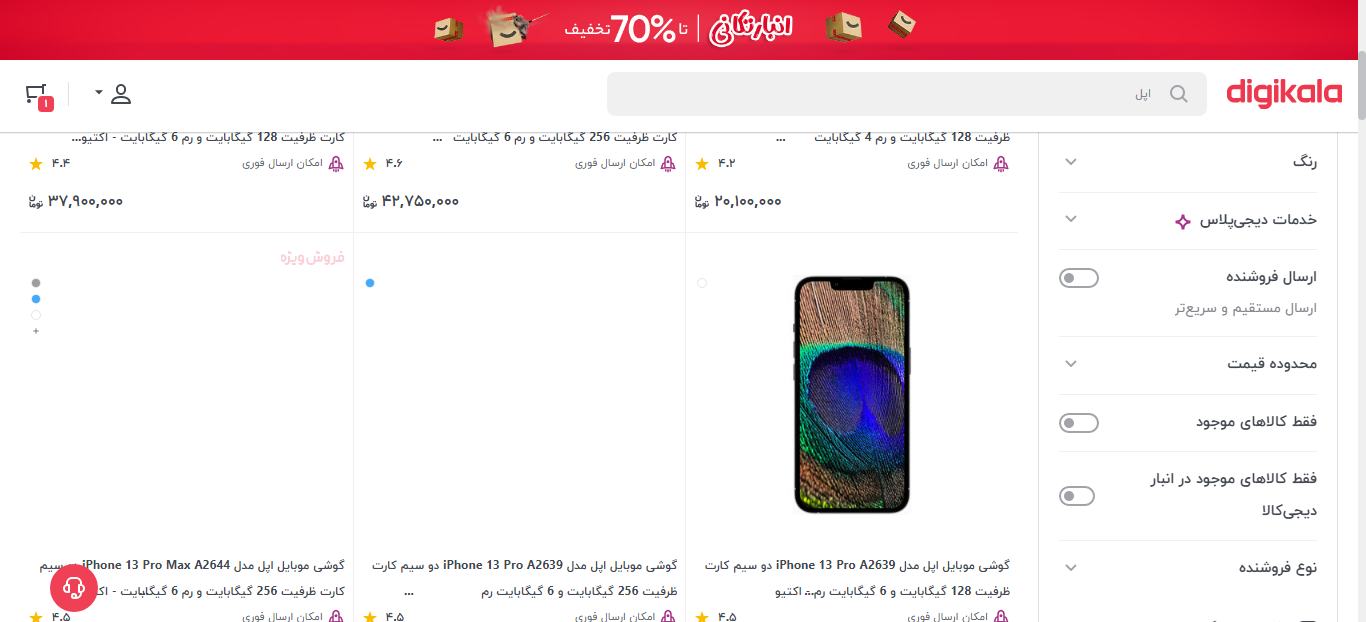 انبارتکانی | تا 70% تخفیف
digikala
اپل
۱
ظرفیت 128 گیگابایت و رم 4 گیگابایت ...
امکان ارسال فوری
۴.۲
۲۰,۱۰۰,۰۰۰ تومان
کارت ظرفیت 256 گیگابایت و رم 6 گیگابایت ...
امکان ارسال فوری
۴.۶
۴۲,۷۵۰,۰۰۰ تومان
کارت ظرفیت 128 گیگابایت و رم 6 گیگابایت - اکتیو...
امکان ارسال فوری
۴.۴
۳۷,۹۰۰,۰۰۰ تومان
رنگ
خدمات دیجی‌پلاس
ارسال فروشنده
ارسال مستقیم و سریع‌تر
محدوده قیمت
فقط کالاهای موجود
فقط کالاهای موجود در انبار
دیجی‌کالا
نوع فروشنده
گوشی موبایل اپل مدل iPhone 13 Pro A2639 دو سیم‌ کارت
ظرفیت 128 گیگابایت و 6 گیگابایت رم - اکتیو...
امکان ارسال فوری
۴.۵
گوشی موبایل اپل مدل iPhone 13 Pro A2639 دو سیم‌ کارت
ظرفیت 256 گیگابایت و 6 گیگابایت رم ...
امکان ارسال فوری
۴.۵
فروش ویژه
+
گوشی موبایل اپل مدل iPhone 13 Pro Max A2644 دو سیم‌
کارت ظرفیت 256 گیگابایت و رم 6 گیگابایت -
امکان ارسال فوری
۴.۵